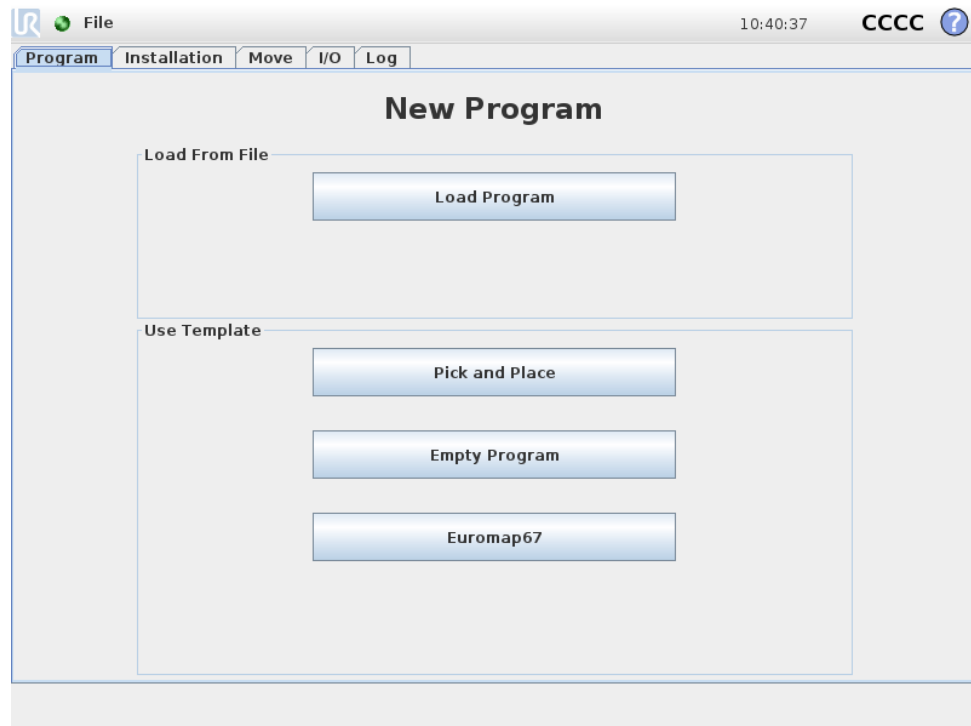 UR File 10:40:37 CCCC ?
Program Installation Move I/O Log
New Program
Load From File
Load Program
Use Template
Pick and Place
Empty Program
Euromap67